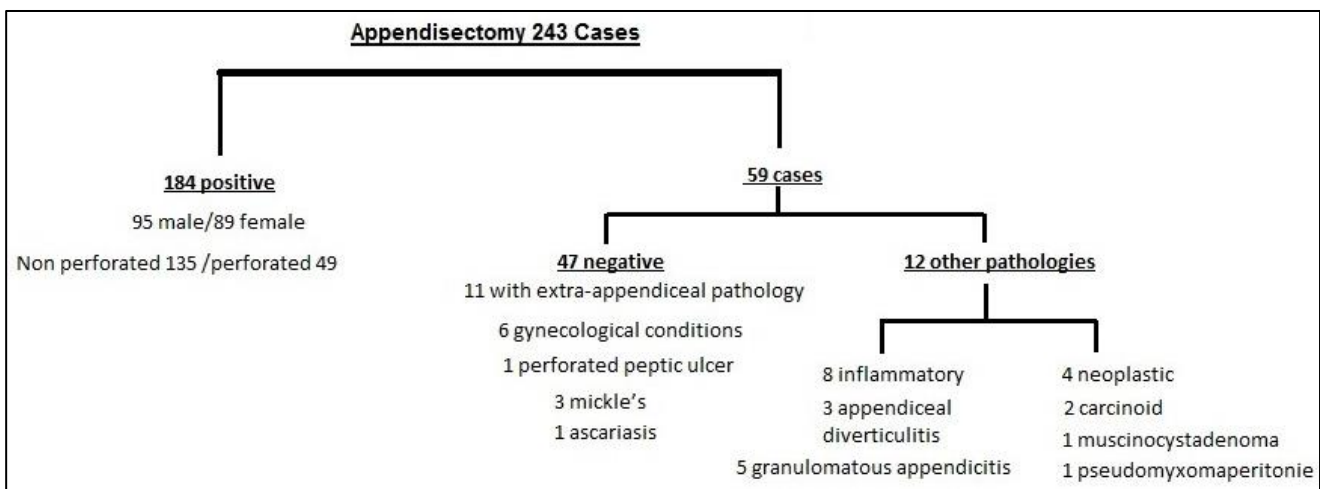 Appendisectomy 243 Cases
184 positive
95 male/89 female
Non perforated 135 /perforated 49
59 cases
47 negative
11 with extra-appendiceal pathology
6 gynecological conditions
1 perforated peptic ulcer
3 mickle's
1 ascariasis
12 other pathologies
8 inflammatory
3 appendiceal
diverticulitis
5 granulomatous appendicitis
4 neoplastic
2 carcinoid
1 muscinocystadenoma
1 pseudomyxomaperitonie